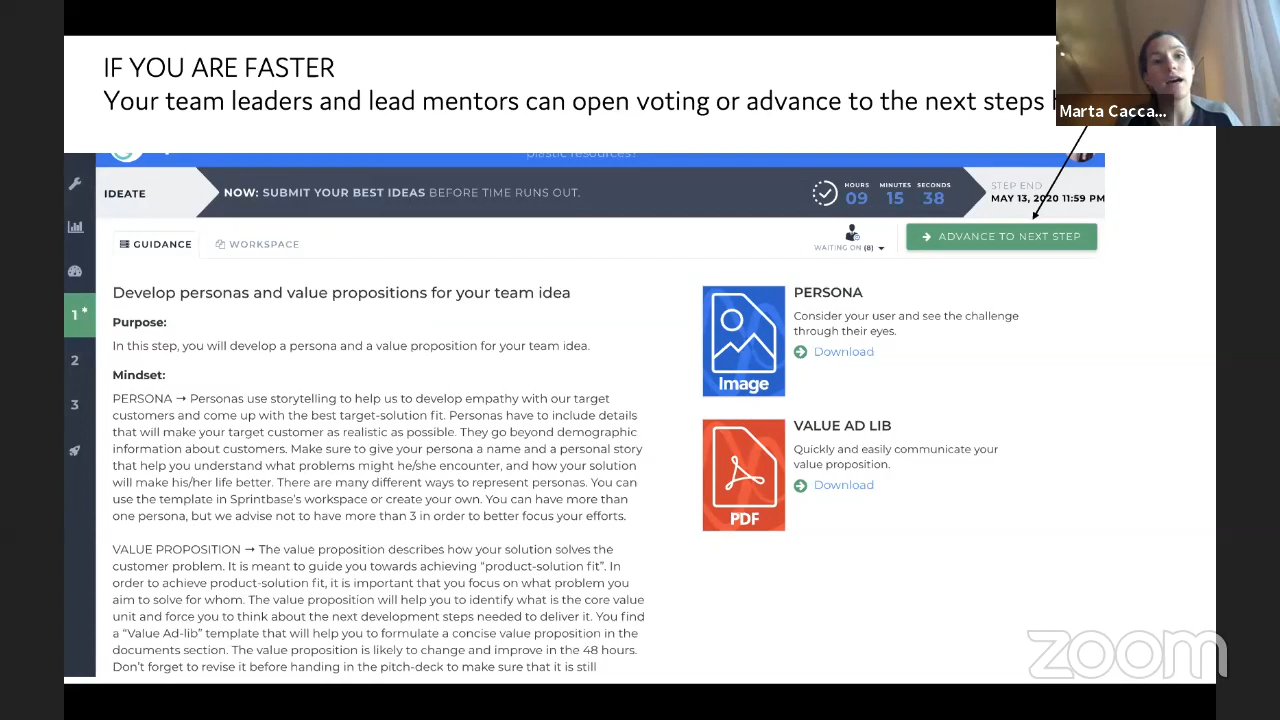 IF YOU ARE FASTER
Your team leaders and lead mentors can open voting or advance to the next steps
Marta Cacca...
plastic resources?
IDEATE
NOW: SUBMIT YOUR BEST IDEAS BEFORE TIME RUNS OUT.
HOURS MINUTES SECONDS
09 15 38
STEP END
MAY 13, 2020 11:59 PM
GUIDANCE
WORKSPACE
WAITING ON (8)
ADVANCE TO NEXT STEP
1*
2
3
Develop personas and value propositions for your team idea
Purpose:
In this step, you will develop a persona and a value proposition for your team idea.
Mindset:
PERSONA → Personas use storytelling to help us to develop empathy with our target
customers and come up with the best target-solution fit. Personas have to include details
that will make your target customer as realistic as possible. They go beyond demographic
information about customers. Make sure to give your persona a name and a personal story
that help you understand what problems might he/she encounter, and how your solution
will make his/her life better. There are many different ways to represent personas. You can
use the template in Sprintbase's workspace or create your own. You can have more than
one persona, but we advise not to have more than 3 in order to better focus your efforts.
VALUE PROPOSITION → The value proposition describes how your solution solves the
customer problem. It is meant to guide you towards achieving “product-solution fit”. In
order to achieve product-solution fit, it is important that you focus on what problem you
aim to solve for whom. The value proposition will help you to identify what is the core value
unit and force you to think about the next development steps needed to deliver it. You find
a “Value Ad-lib” template that will help you to formulate a concise value proposition in the
documents section. The value proposition is likely to change and improve in the 48 hours.
Don't forget to revise it before handing in the pitch-deck to make sure that it is still
Image
PERSONA
Consider your user and see the challenge
through their eyes.
Download
PDF
VALUE AD LIB
Quickly and easily communicate your
value proposition.
Download
zoom